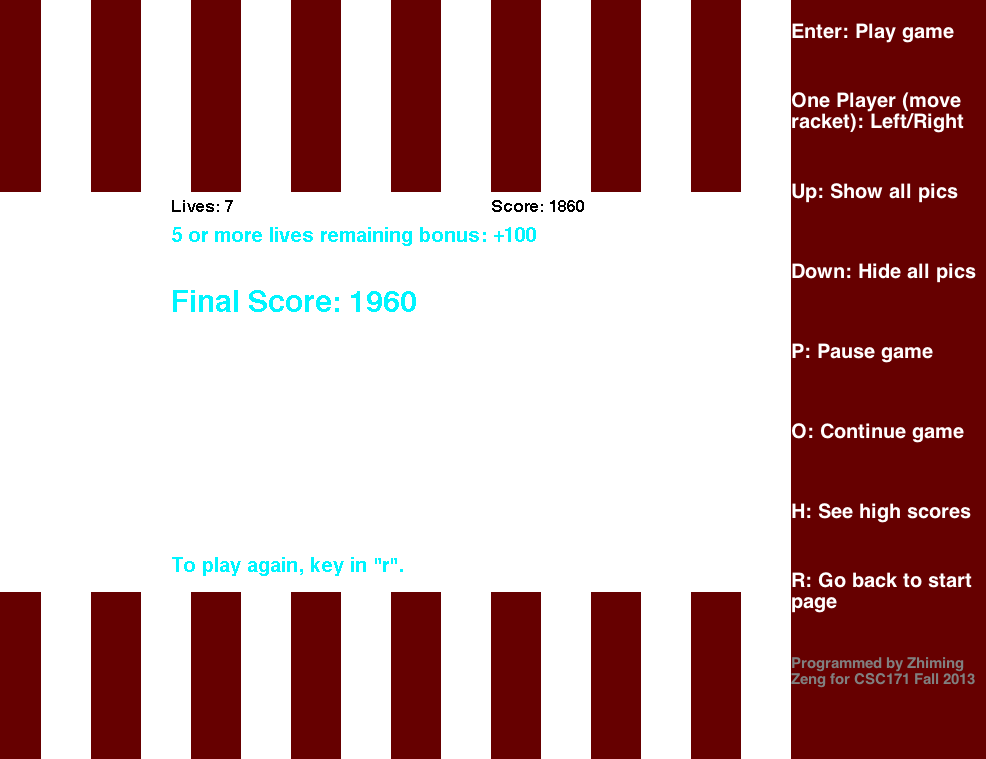 Lives: 7
Score: 1860
5 or more lives remaining bonus: +100
Final Score: 1960
To play again, key in "r".
Enter: Play game
One Player (move
racket): Left/Right
Up: Show all pics
Down: Hide all pics
P: Pause game
O: Continue game
H: See high scores
R: Go back to start
page
Programmed by Zhiming
Zeng for CSC171 Fall 2013